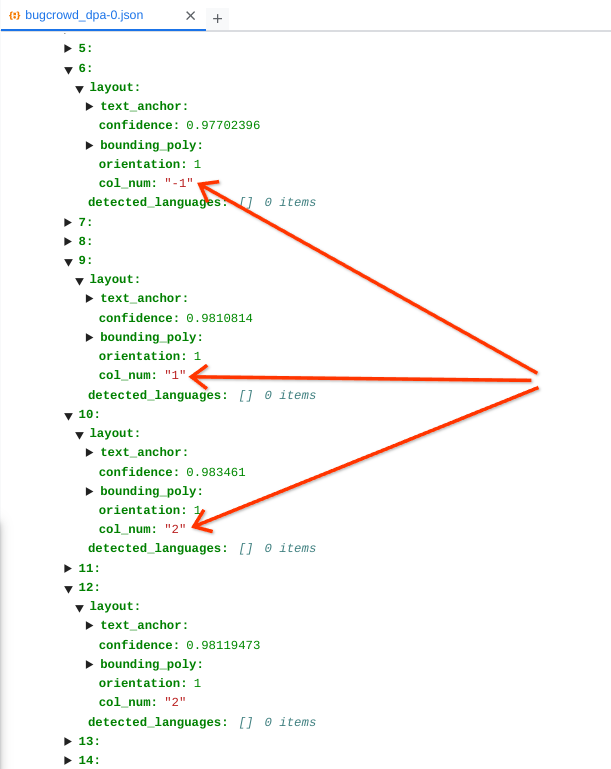 bugcrowd_dpa-0.json
5:
6:
layout:
text_anchor:
confidence: 0.97702396
bounding_poly:
orientation: 1
col_num: "-1"
detected_languages: [] 0 items
7:
8:
9:
layout:
text_anchor:
confidence: 0.9810814
bounding_poly:
orientation: 1
col_num: "1"
detected_languages: [] 0 items
10:
layout:
text_anchor:
confidence: 0.983461
bounding_poly:
orientation: 1
col_num: "2"
detected_languages: [] 0 items
11:
12:
layout:
text_anchor:
confidence: 0.98119473
bounding_poly:
orientation: 1
col_num: "2"
detected_languages: [] 0 items
13:
14: